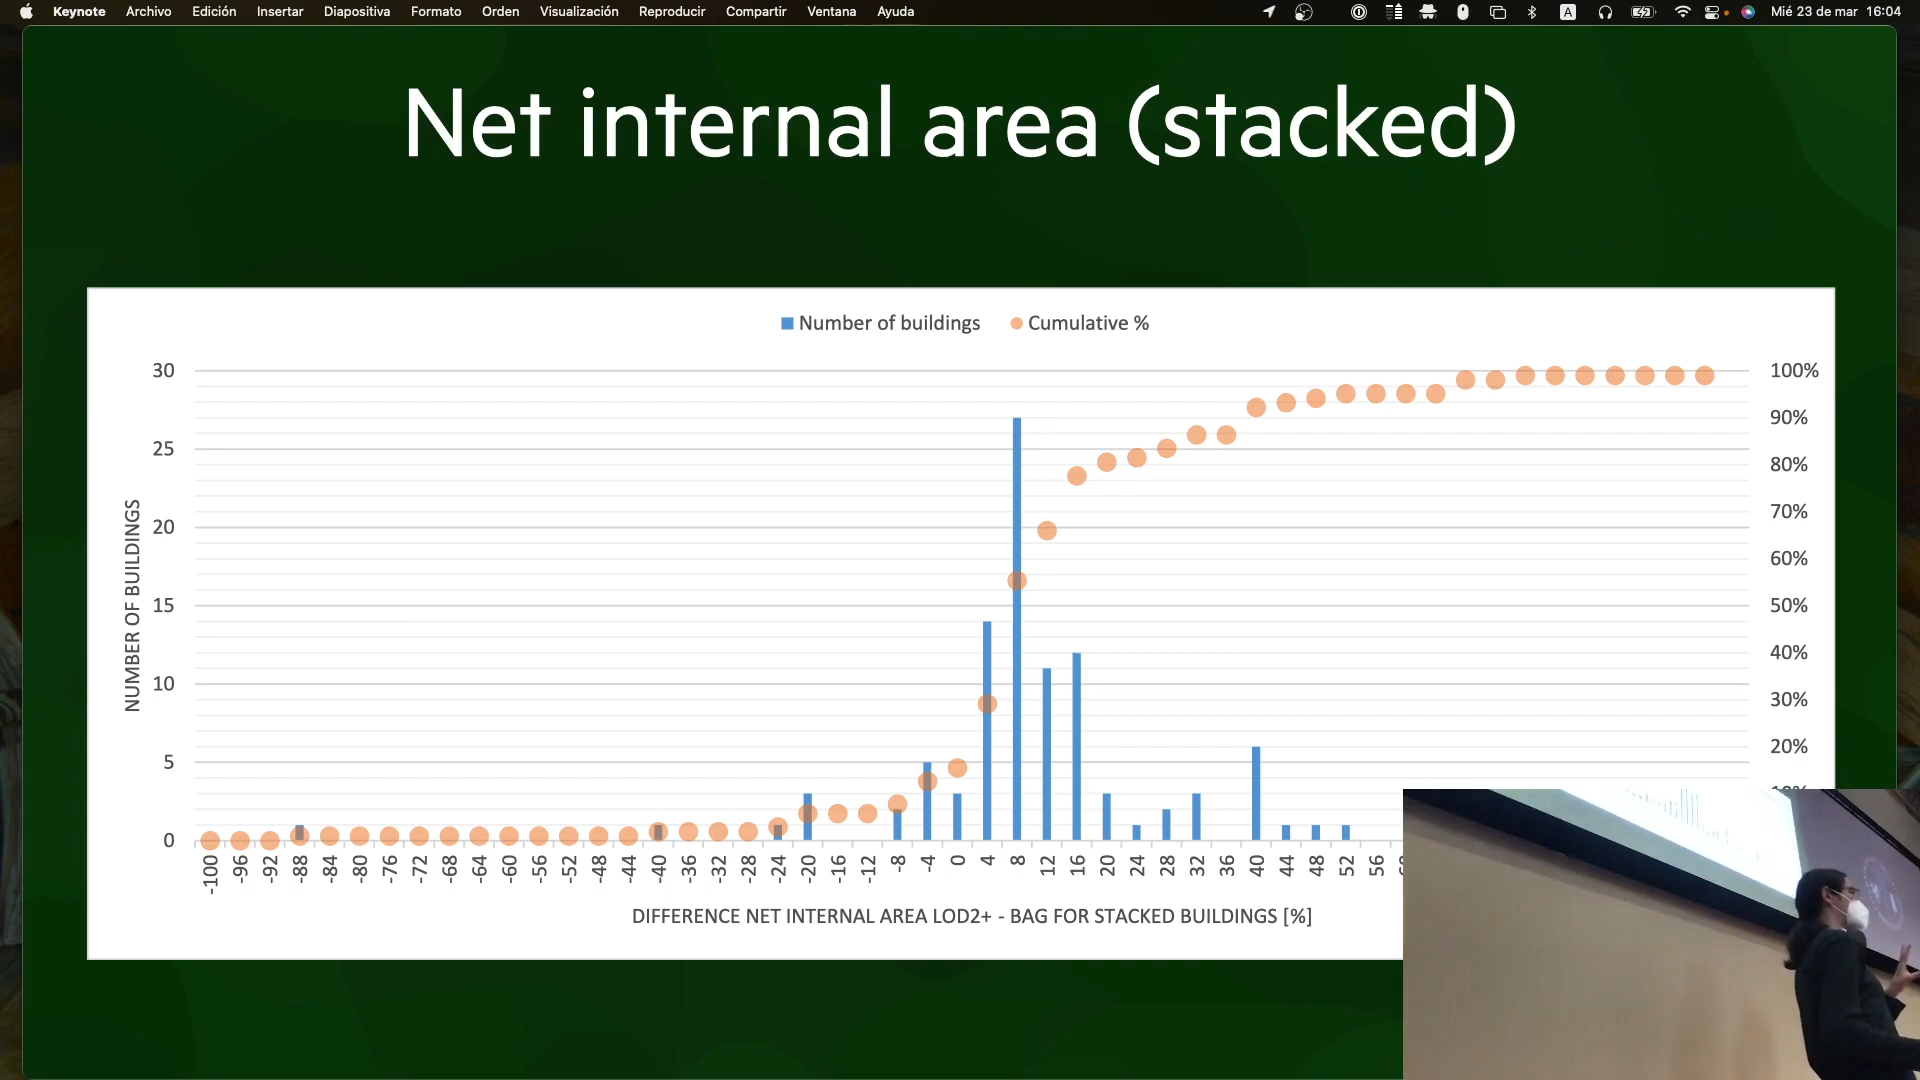 Keynote Archivo Edición Insertar Diapositiva Formato Orden Visualización Reproducir Compartir Ventana Ayuda A Mié 23 de mar 16:04
Net internal area (stacked)
Number of buildings Cumulative %
30 100%
90%
25
80%
70%
20
60%
15 50%
40%
10
30%
5 20%
0
NUMBER OF BUILDINGS
-100 -96 -92 -88 -84 -80 -76 -72 -68 -64 -60 -56 -52 -48 -44 -40 -36 -32 -28 -24 -20 -16 -12 -8 -4 0 4 8 12 16 20 24 28 32 36 40 44 48 52 56
DIFFERENCE NET INTERNAL AREA LOD2+ - BAG FOR STACKED BUILDINGS [%]